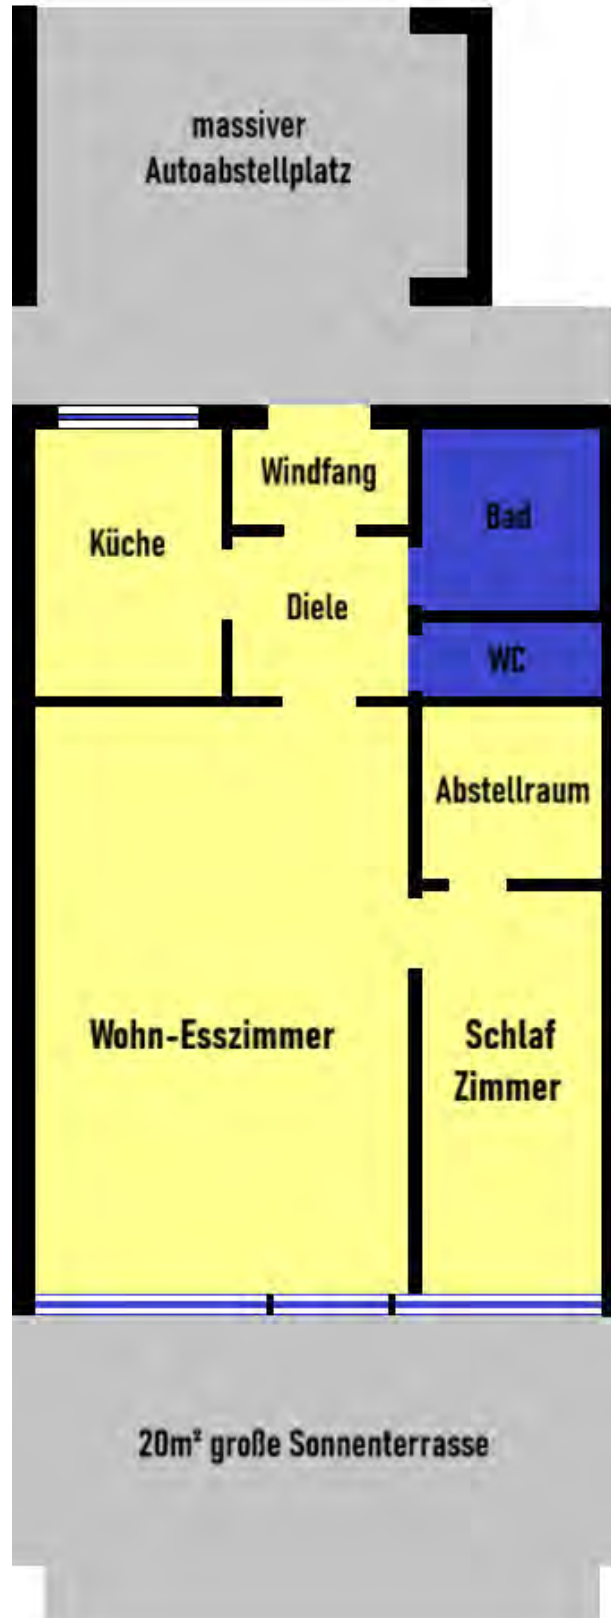 massiver
Autoabstellplatz
Windfang
Bad
Küche
Diele
WC
Abstellraum
Wohn-Esszimmer
Schlaf
Zimmer
20m² große Sonnenterrasse